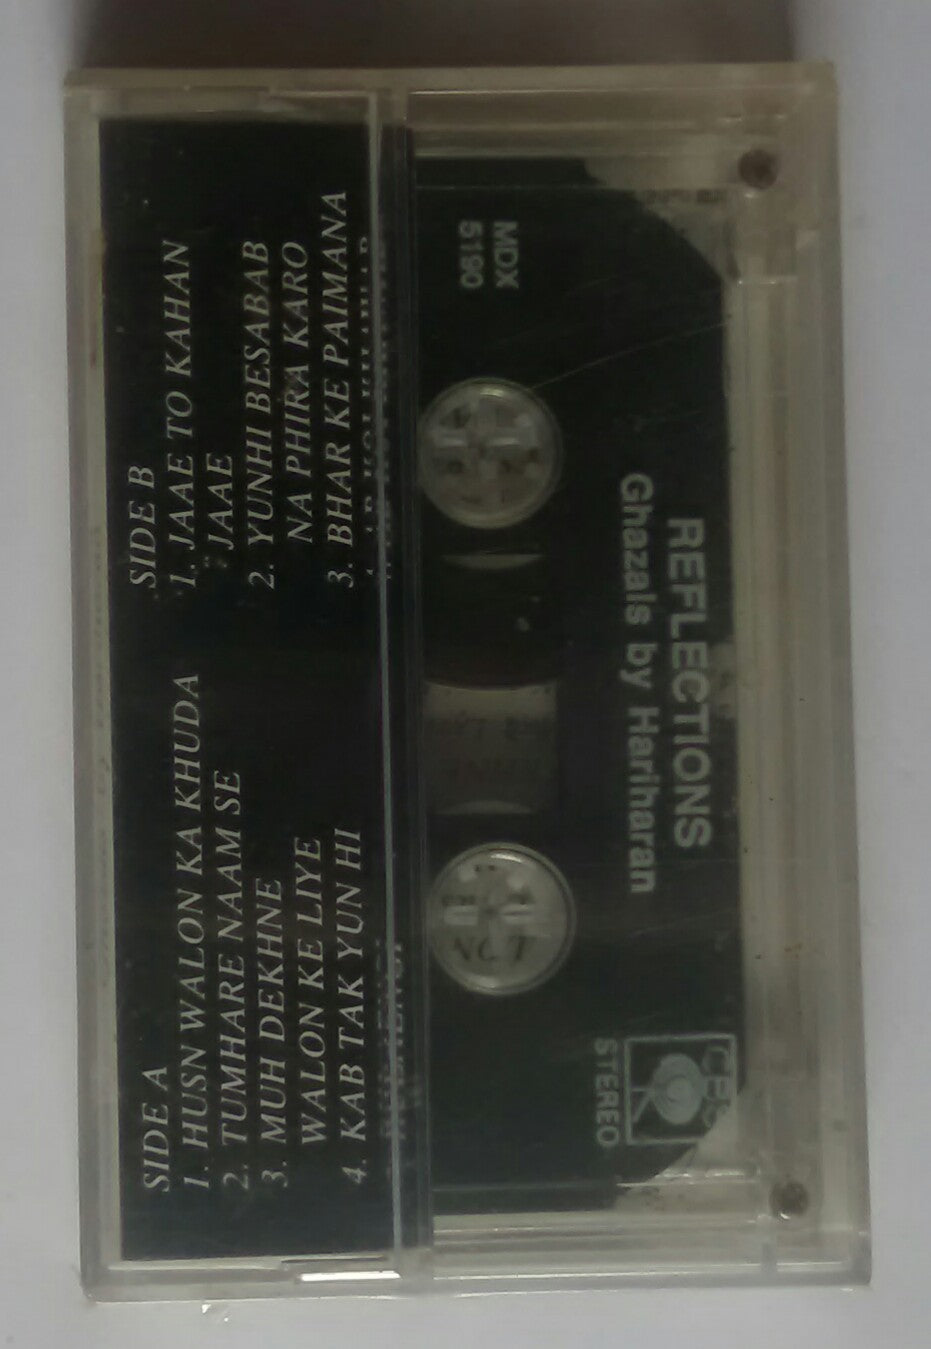 SIDE A
1. HUSN WALON KA KHUDA
2. TUMHARE NAAM SE
3. MUH DEKHNE
WALON KE LIYE
4. KAB TAK YUN HI
SIDE B
1. JAAE TO KAHAN
JAAE
2. YUNHI BESABAB
NA PHIRA KARO
3. BHAR KE PAIMANA
MDX
5190
REFLECTIONS
Ghazals by Hariharan
CBS
STEREO